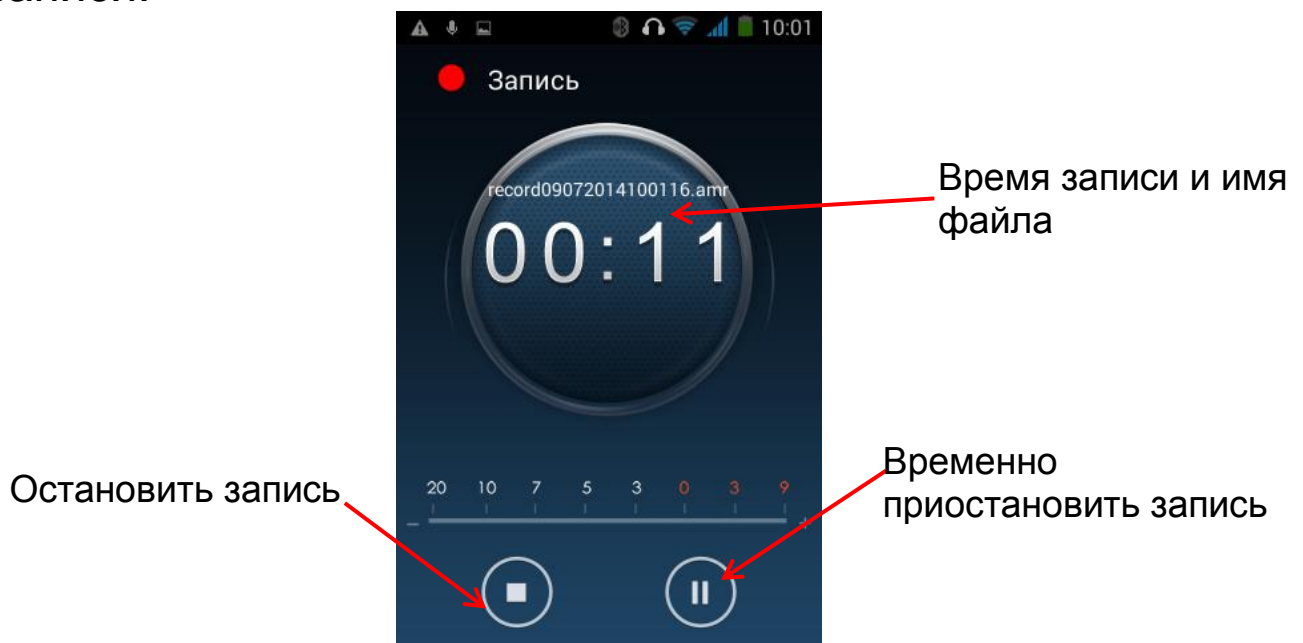 10:01
Запись
record09072014100116.amr
00:11
Время записи и имя
файла
Остановить запись
Временно
приостановить запись
20 10 7 5 3 0 3 9
− +